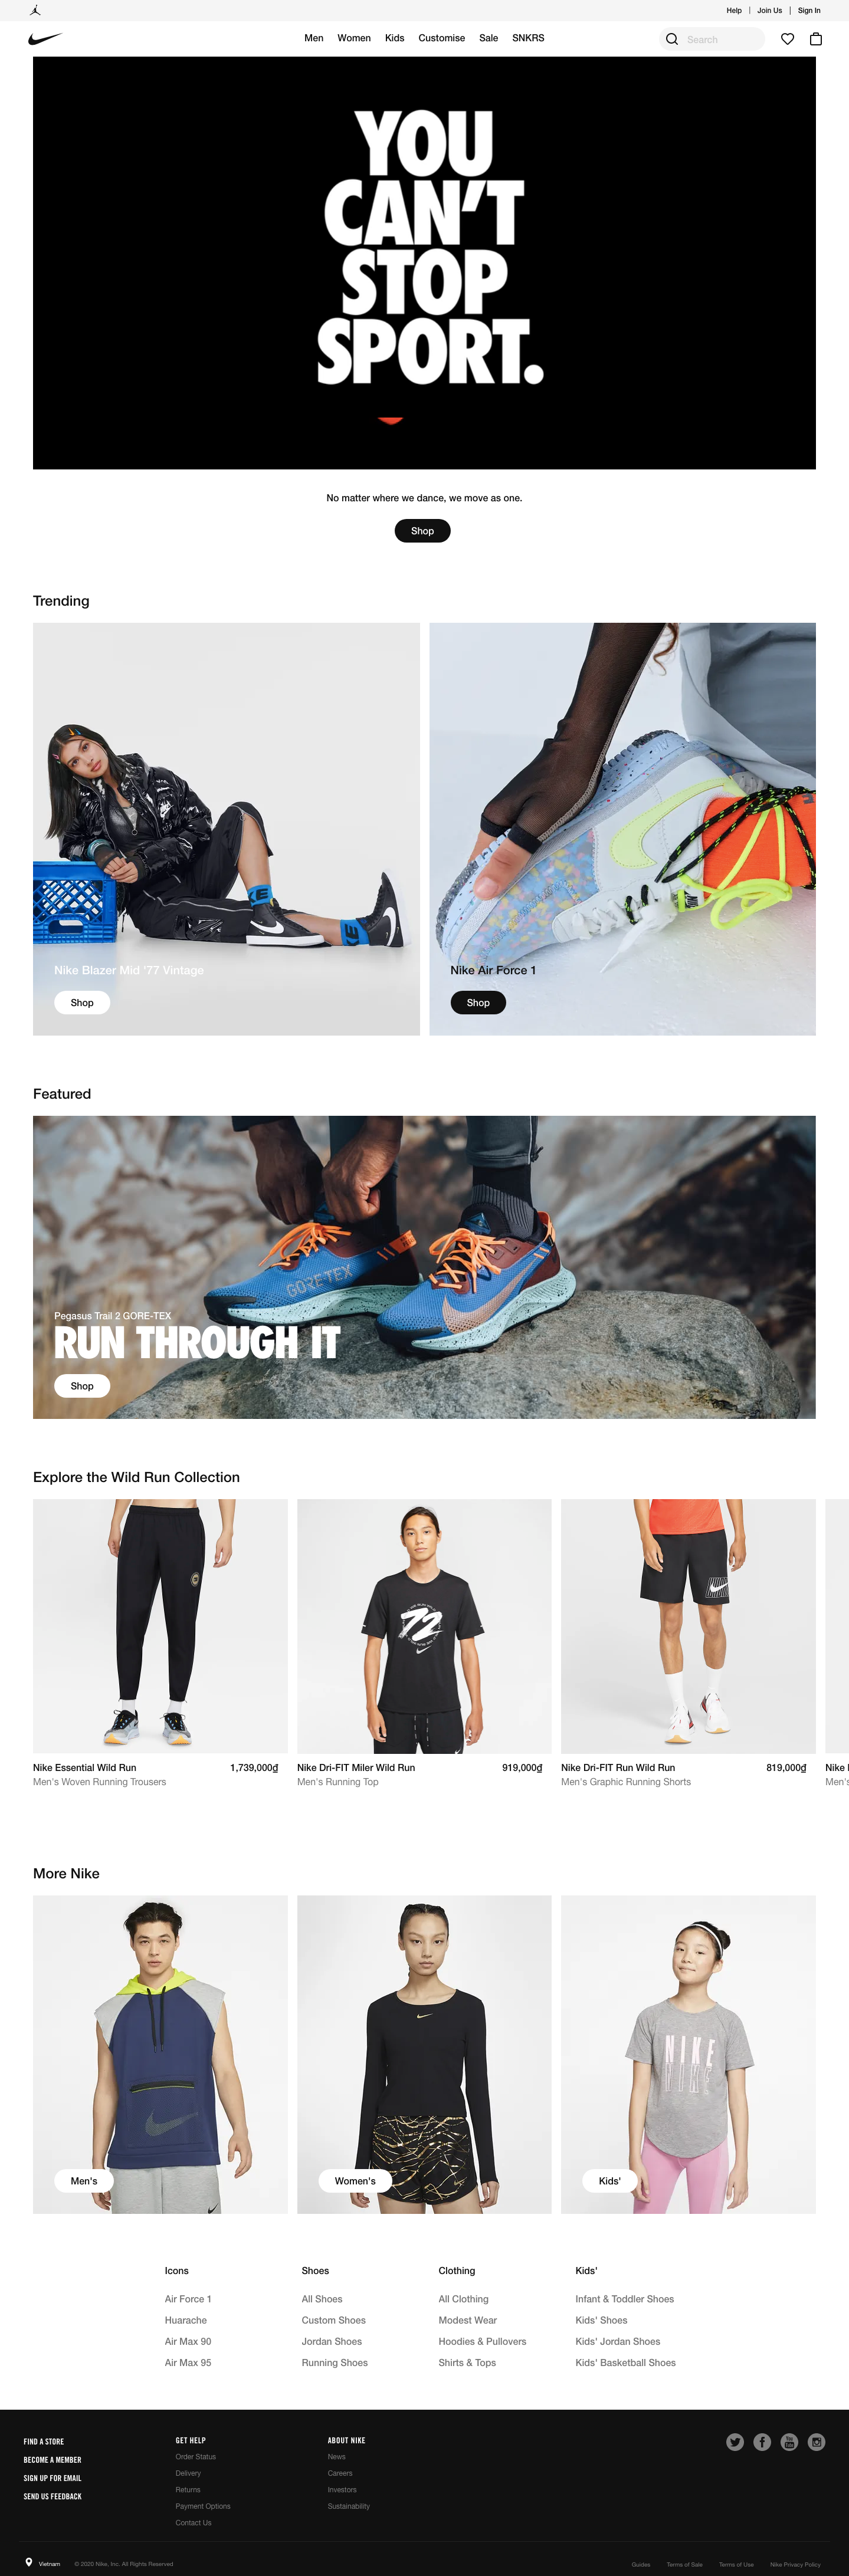 Help | Join Us | Sign In
Men Women Kids Customise Sale SNKRS
Search
YOU
CAN'T
STOP
SPORT.
No matter where we dance, we move as one.
Shop
Trending
Nike Blazer Mid '77 Vintage
Shop
Nike Air Force 1
Shop
Featured
GORE-TEX
Pegasus Trail 2 GORE-TEX
RUN THROUGH IT
Shop
Explore the Wild Run Collection
72
Nike Essential Wild Run 1,739,000₫
Men's Woven Running Trousers
Nike Dri-FIT Miler Wild Run 919,000₫
Men's Running Top
Nike Dri-FIT Run Wild Run 819,000₫
Men's Graphic Running Shorts
Nike
Men's
More Nike
NIKE
Men's
Women's
Kids'
Icons Shoes Clothing Kids'
Air Force 1 All Shoes All Clothing Infant & Toddler Shoes
Huarache Custom Shoes Modest Wear Kids' Shoes
Air Max 90 Jordan Shoes Hoodies & Pullovers Kids' Jordan Shoes
Air Max 95 Running Shoes Shirts & Tops Kids' Basketball Shoes
FIND A STORE
BECOME A MEMBER
SIGN UP FOR EMAIL
SEND US FEEDBACK
GET HELP
Order Status
Delivery
Returns
Payment Options
Contact Us
ABOUT NIKE
News
Careers
Investors
Sustainability
You
Tube
Vietnam © 2020 Nike, Inc. All Rights Reserved
Guides Terms of Sale Terms of Use Nike Privacy Policy